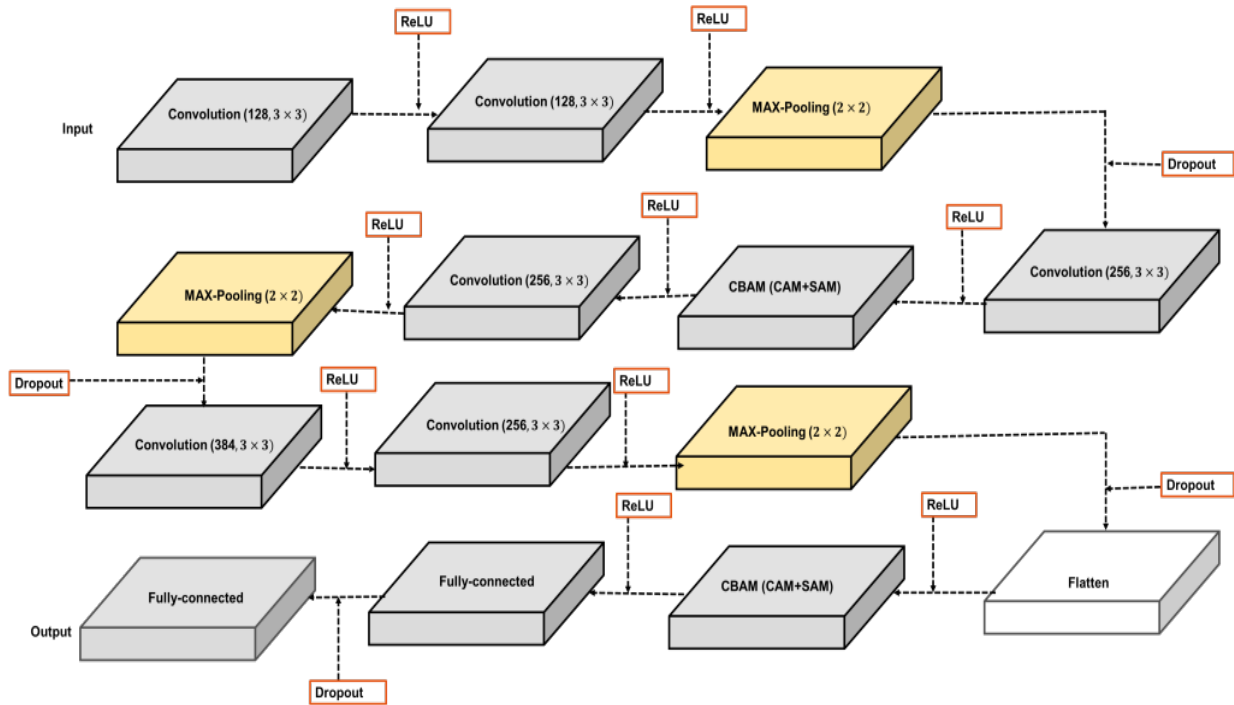 ReLU
ReLU
Convolution (128, 3 × 3)
Convolution (128, 3 × 3)
MAX-Pooling (2 × 2)
Input
Dropout
ReLU
ReLU
ReLU
MAX-Pooling (2 × 2)
Convolution (256, 3 × 3)
CBAM (CAM+SAM)
Convolution (256, 3 × 3)
Dropout
ReLU
ReLU
Convolution (384, 3 × 3)
Convolution (256, 3 × 3)
MAX-Pooling (2 × 2)
Dropout
ReLU
ReLU
Fully-connected
Fully-connected
CBAM (CAM+SAM)
Flatten
Output
Dropout